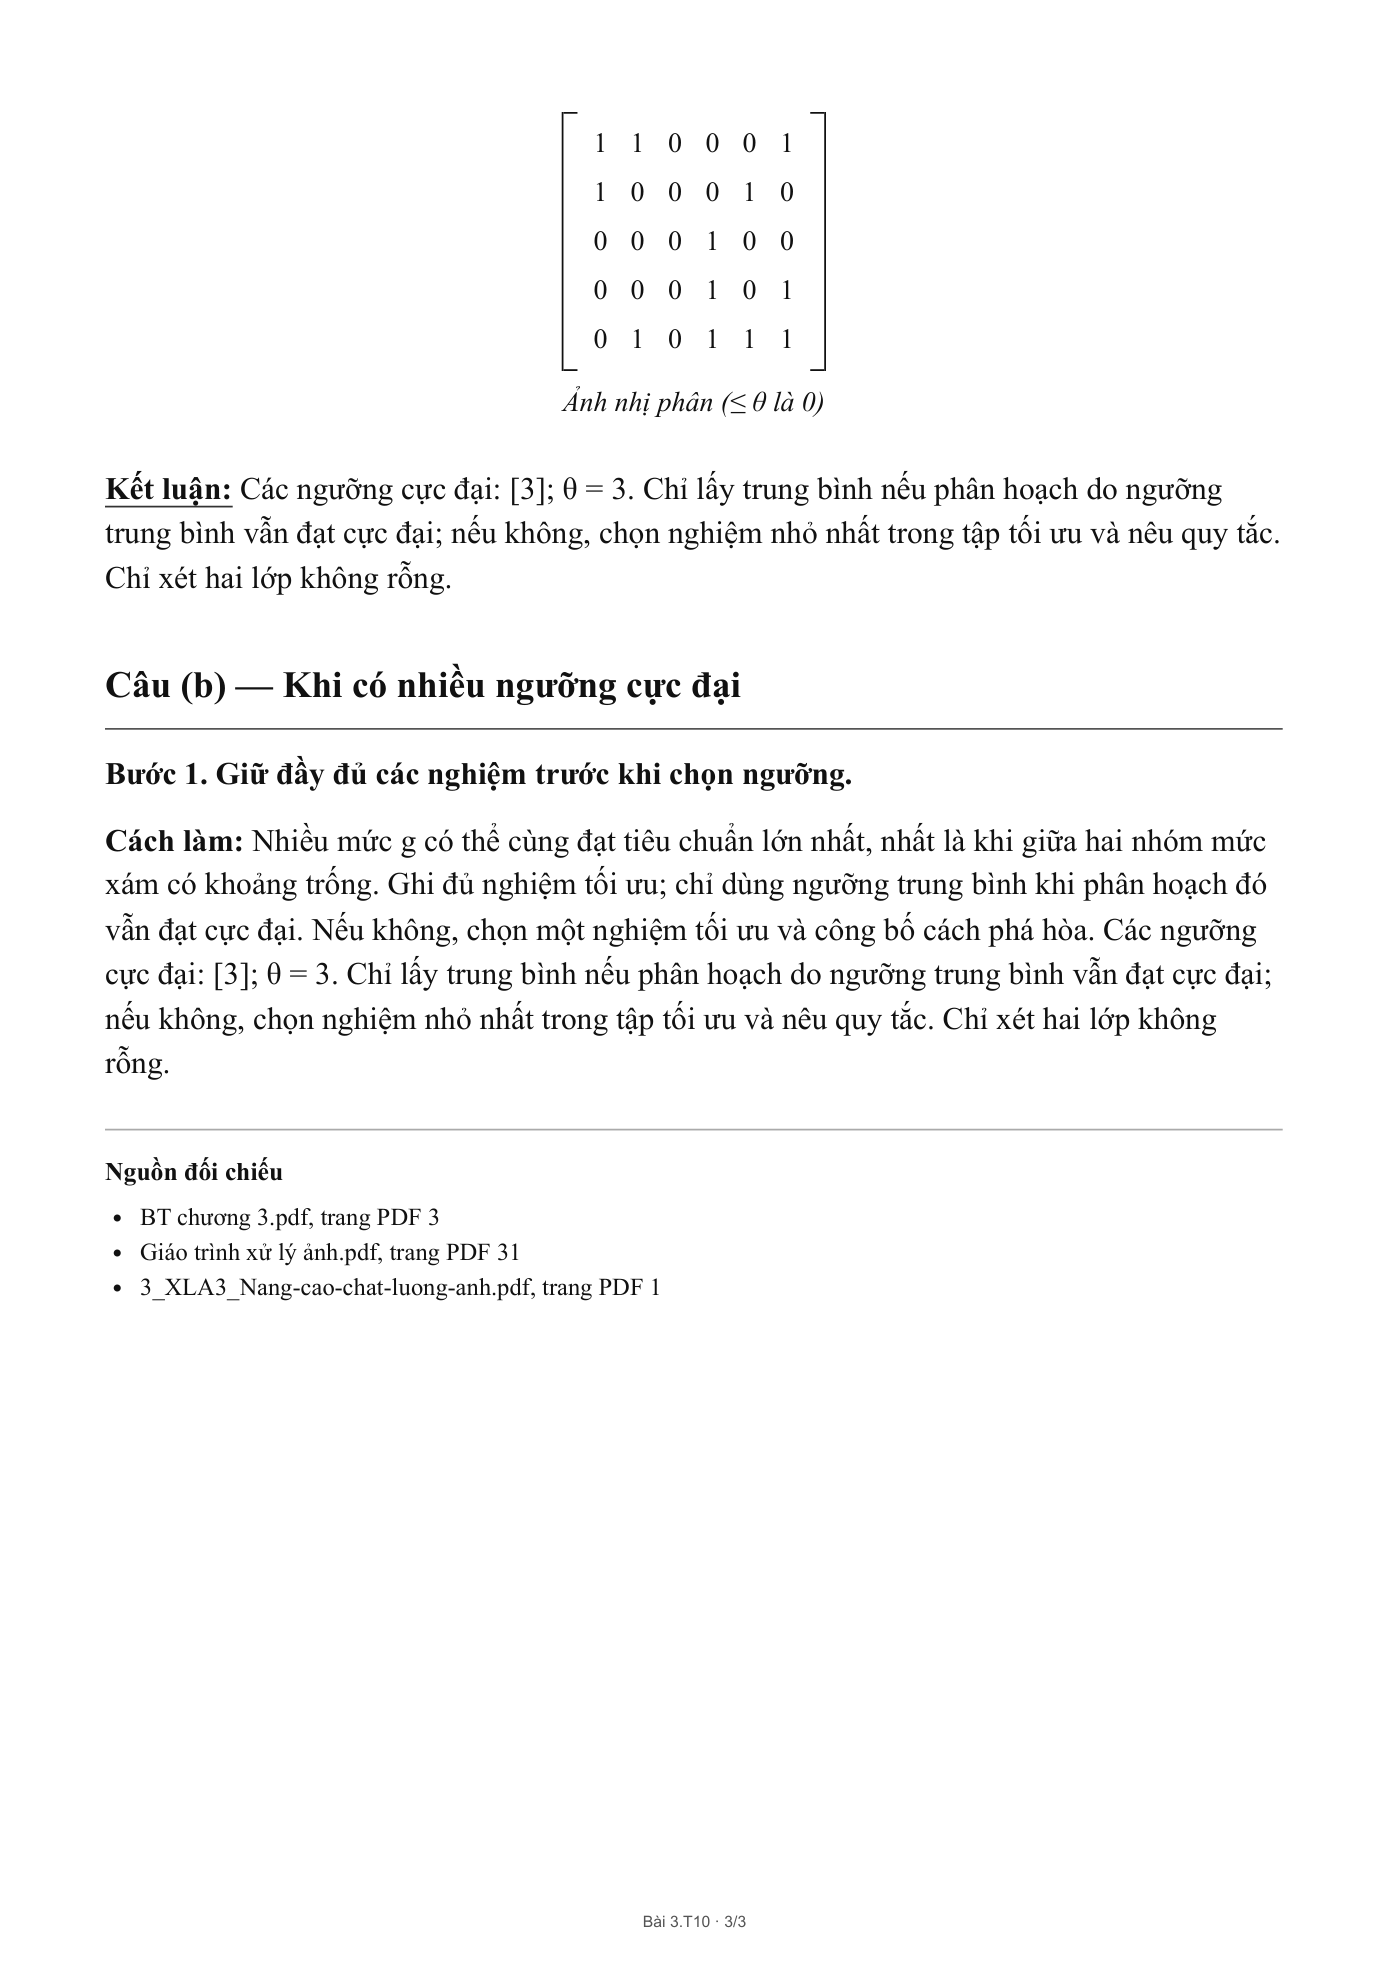 1 1 0 0 0 1
1 0 0 0 1 0
0 0 0 1 0 0
0 0 0 1 0 1
0 1 0 1 1 1
Ảnh nhị phân (≤ θ là 0)
Kết luận: Các ngưỡng cực đại: [3]; θ = 3. Chỉ lấy trung bình nếu phân hoạch do ngưỡng
trung bình vẫn đạt cực đại; nếu không, chọn nghiệm nhỏ nhất trong tập tối ưu và nêu quy tắc.
Chỉ xét hai lớp không rỗng.
Câu (b) — Khi có nhiều ngưỡng cực đại
Bước 1. Giữ đầy đủ các nghiệm trước khi chọn ngưỡng.
Cách làm: Nhiều mức g có thể cùng đạt tiêu chuẩn lớn nhất, nhất là khi giữa hai nhóm mức
xám có khoảng trống. Ghi đủ nghiệm tối ưu; chỉ dùng ngưỡng trung bình khi phân hoạch đó
vẫn đạt cực đại. Nếu không, chọn một nghiệm tối ưu và công bố cách phá hòa. Các ngưỡng
cực đại: [3]; θ = 3. Chỉ lấy trung bình nếu phân hoạch do ngưỡng trung bình vẫn đạt cực đại;
nếu không, chọn nghiệm nhỏ nhất trong tập tối ưu và nêu quy tắc. Chỉ xét hai lớp không
rỗng.
Nguồn đối chiếu
• BT chương 3.pdf, trang PDF 3
• Giáo trình xử lý ảnh.pdf, trang PDF 31
• 3_XLA3_Nang-cao-chat-luong-anh.pdf, trang PDF 1
Bài 3.T10 · 3/3